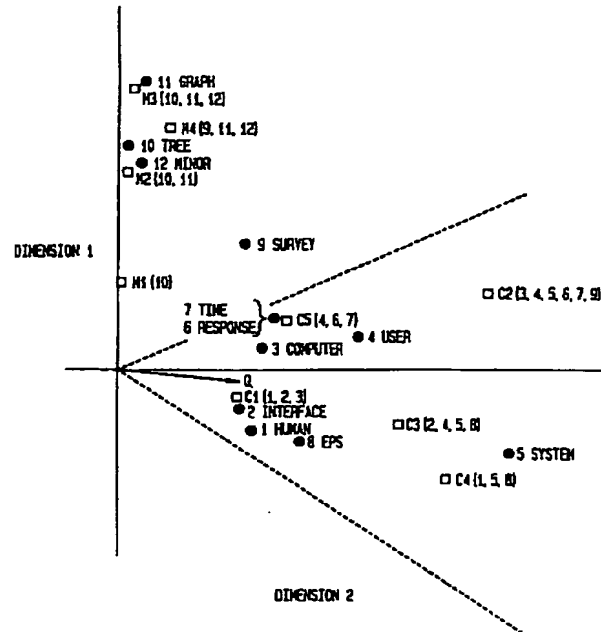 11 GRAPH
M3(10, 11, 12)
M4(9, 11, 12)
10 TREE
12 MINOR
M2(10, 11)
9 SURVEY
DIMENSION 1
M1(10)
C2(3, 4, 5, 6, 7, 9)
7 TIME
6 RESPONSE
C5(4, 6, 7)
4 USER
3 COMPUTER
Q
C1(1, 2, 3)
2 INTERFACE
1 HUMAN
C3(2, 4, 5, 8)
8 EPS
5 SYSTEM
C4(1, 5, 8)
DIMENSION 2